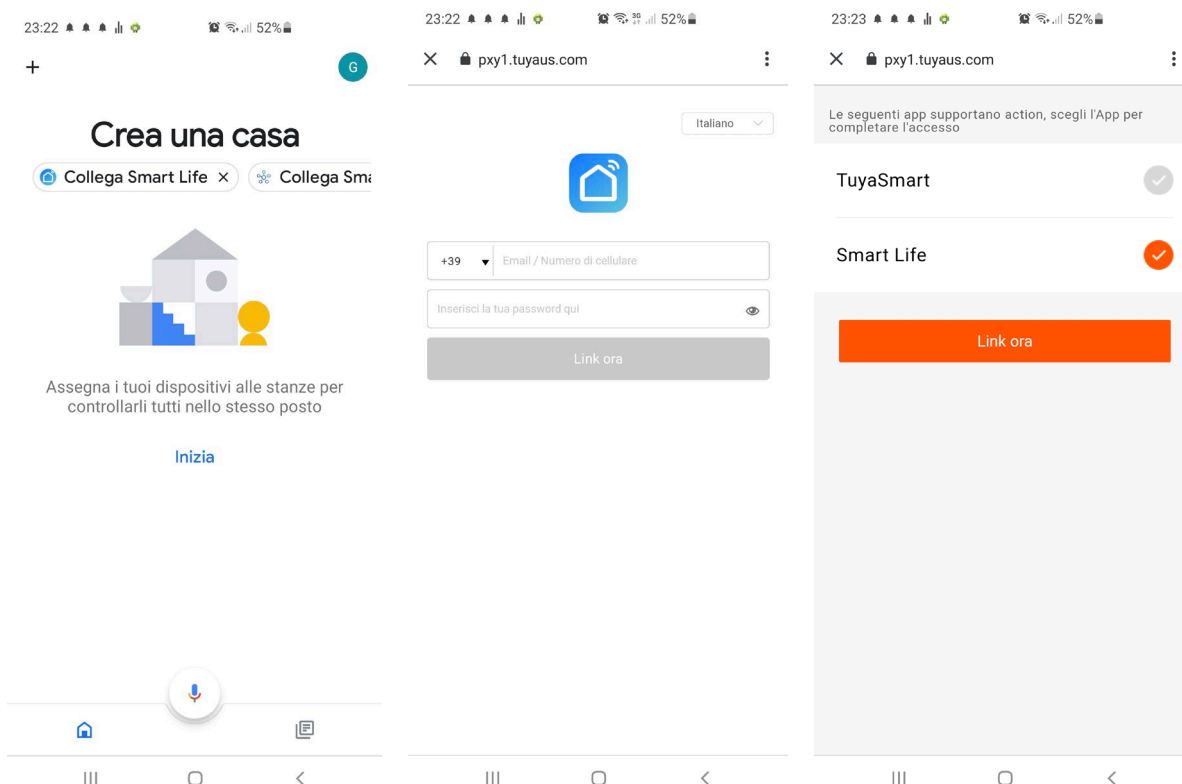 23:22
52%
G
Crea una casa
Collega Smart Life
Collega Sma
Assegna i tuoi dispositivi alle stanze per
controllarli tutti nello stesso posto
Inizia
23:22
3G
52%
pxy1.tuyaus.com
Italiano
+39
Email / Numero di cellulare
Inserisci la tua password qui
Link ora
23:23
52%
pxy1.tuyaus.com
Le seguenti app supportano action, scegli l'App per
completare l'accesso
TuyaSmart
Smart Life
Link ora